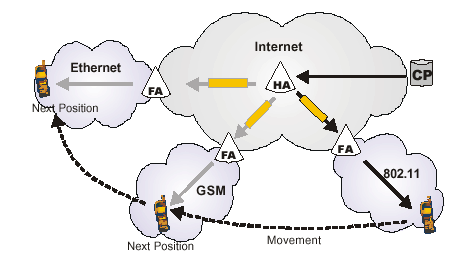 Internet
Ethernet
FA
HA
CP
Next Position
FA
FA
802.11
GSM
Next Position
Movement